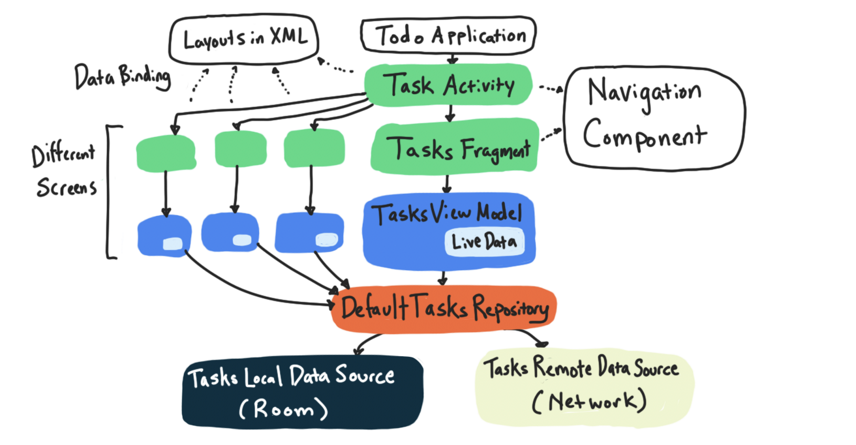 Layouts in XML
Todo Application
Data Binding
Task Activity
Navigation
Component
Different
Screens
Tasks Fragment
Tasks View Model
Live Data
Default Tasks Repository
Tasks Local Data Source
(Room)
Tasks Remote Data Source
(Network)